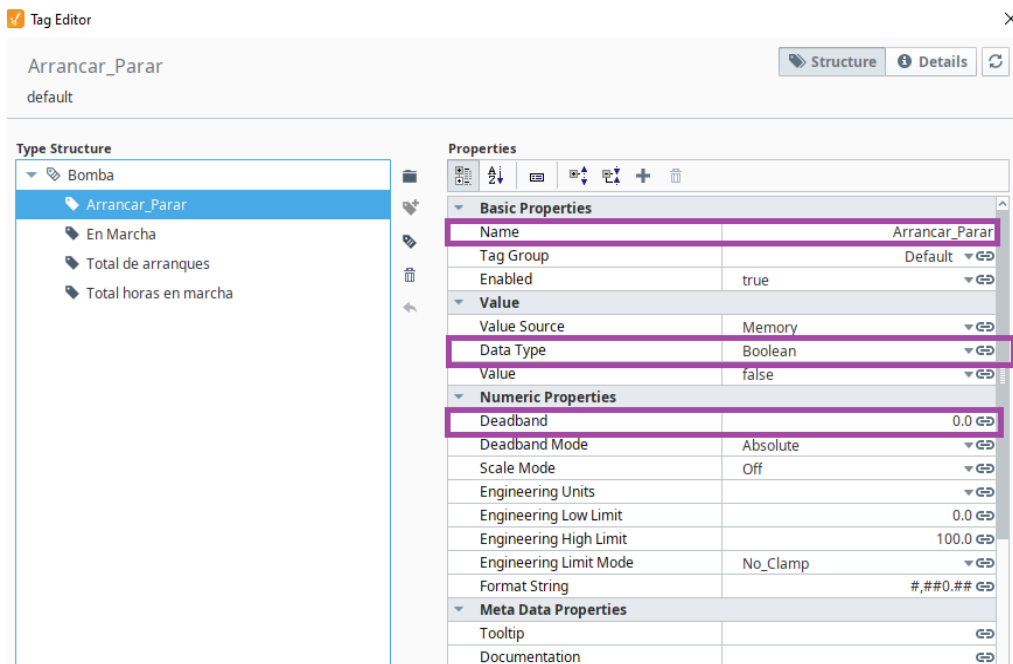 Tag Editor
Arrancar_Parar
Structure
Details
default
Type Structure
Properties
Bomba
Arrancar_Parar
En Marcha
Total de arranques
Total horas en marcha
Basic Properties
Name Arrancar_Parar
Tag Group Default
Enabled true
Value
Value Source Memory
Data Type Boolean
Value false
Numeric Properties
Deadband 0.0
Deadband Mode Absolute
Scale Mode Off
Engineering Units
Engineering Low Limit 0.0
Engineering High Limit 100.0
Engineering Limit Mode No_Clamp
Format String #,##0.##
Meta Data Properties
Tooltip
Documentation